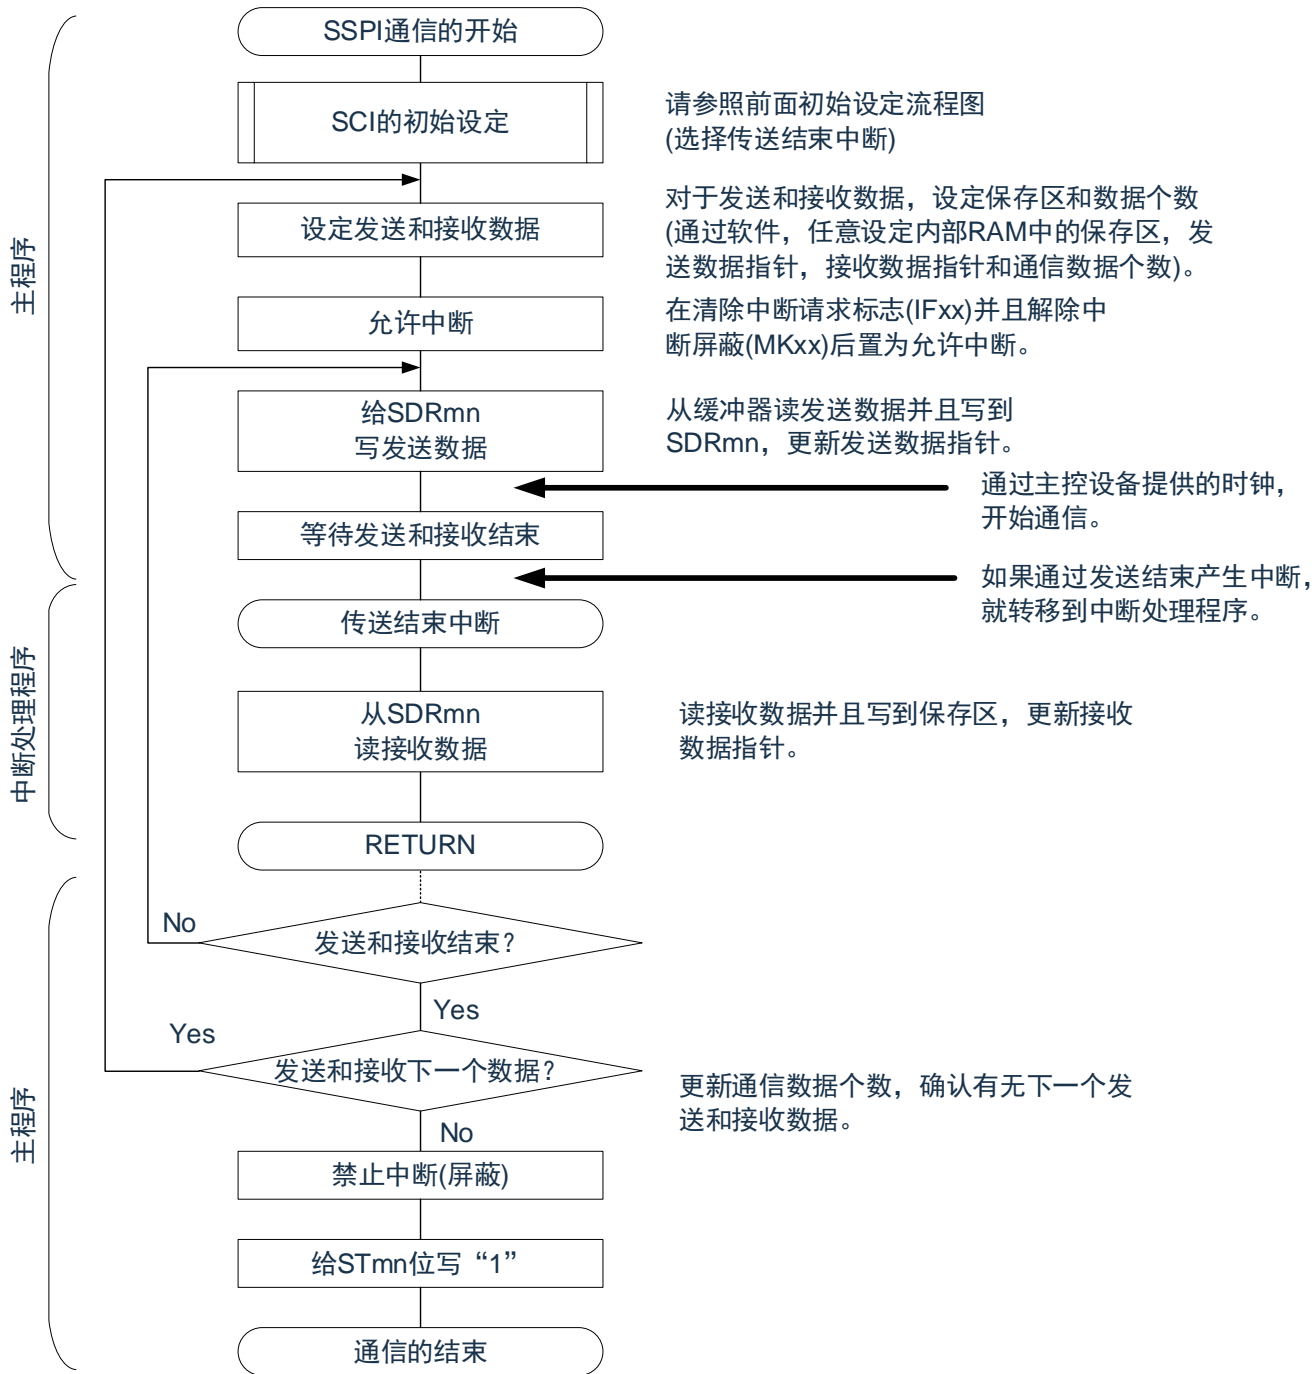 SSPI通信的开始
SCI的初始设定
请参照前面初始设定流程图
(选择传送结束中断)
主程序
设定发送和接收数据
对于发送和接收数据，设定保存区和数据个数
(通过软件，任意设定内部RAM中的保存区，发
送数据指针，接收数据指针和通信数据个数)。
允许中断
在清除中断请求标志(IFxx)并且解除中
断屏蔽(MKxx)后置为允许中断。
给SDRmn
写发送数据
从缓冲器读发送数据并且写到
SDRmn，更新发送数据指针。
通过主控设备提供的时钟，
开始通信。
等待发送和接收结束
如果通过发送结束产生中断，
就转移到中断处理程序。
传送结束中断
中断处理程序
从SDRmn
读接收数据
读接收数据并且写到保存区，更新接收
数据指针。
RETURN
No
发送和接收结束？
Yes
Yes
发送和接收下一个数据？
更新通信数据个数，确认有无下一个发
送和接收数据。
No
主程序
禁止中断(屏蔽)
给STmn位写“1”
通信的结束